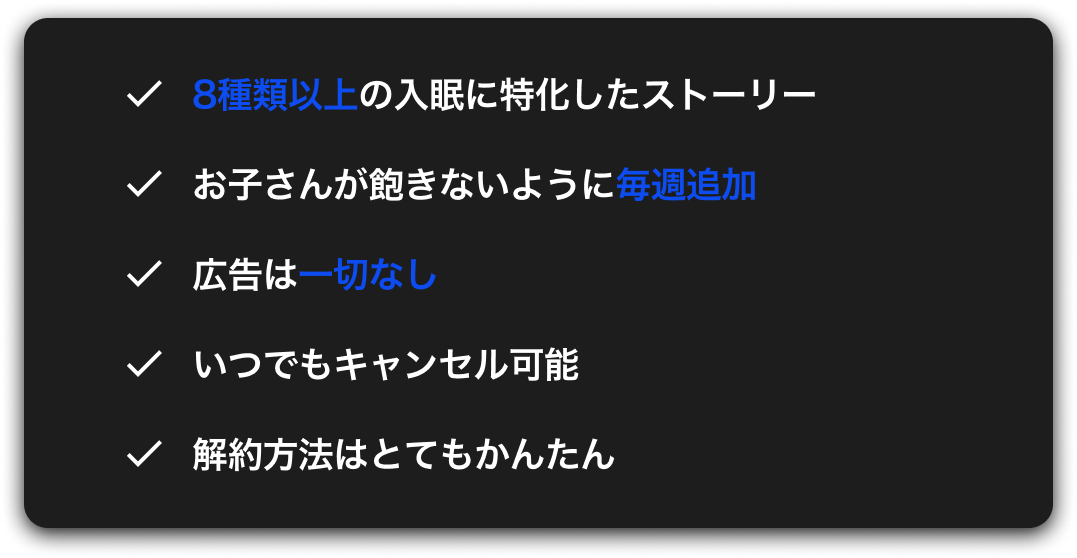 8種類以上の入眠に特化したストーリー
お子さんが飽きないように毎週追加
広告は一切なし
いつでもキャンセル可能
解約方法はとてもかんたん